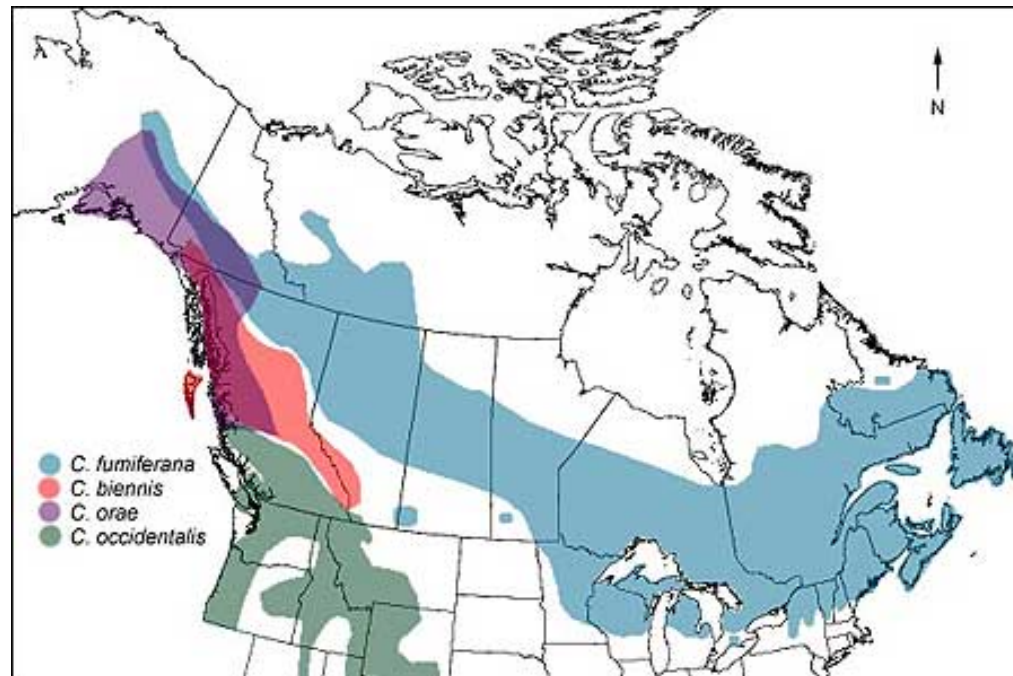 N
C. fumiferana
C. biennis
C. orae
C. occidentalis